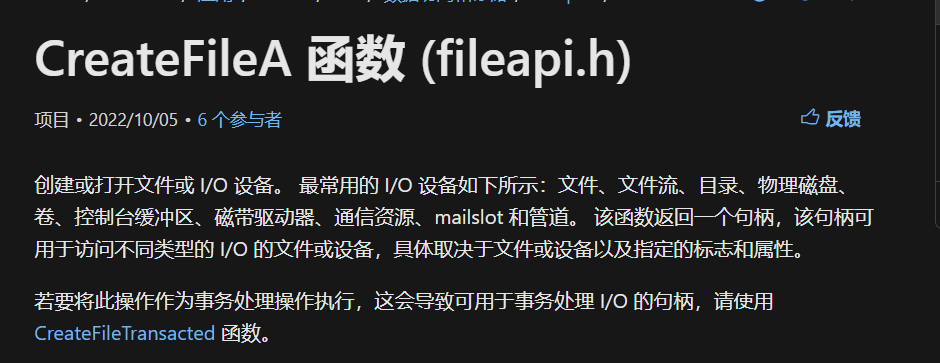 CreateFileA 函数 (fileapi.h)
项目 • 2022/10/05 • 6 个参与者
反馈
创建或打开文件或 I/O 设备。 最常用的 I/O 设备如下所示：文件、文件流、目录、物理磁盘、
卷、控制台缓冲区、磁带驱动器、通信资源、mailslot 和管道。 该函数返回一个句柄，该句柄可
用于访问不同类型的 I/O 的文件或设备，具体取决于文件或设备以及指定的标志和属性。
若要将此操作作为事务处理操作执行，这会导致可用于事务处理 I/O 的句柄，请使用
CreateFileTransacted 函数。